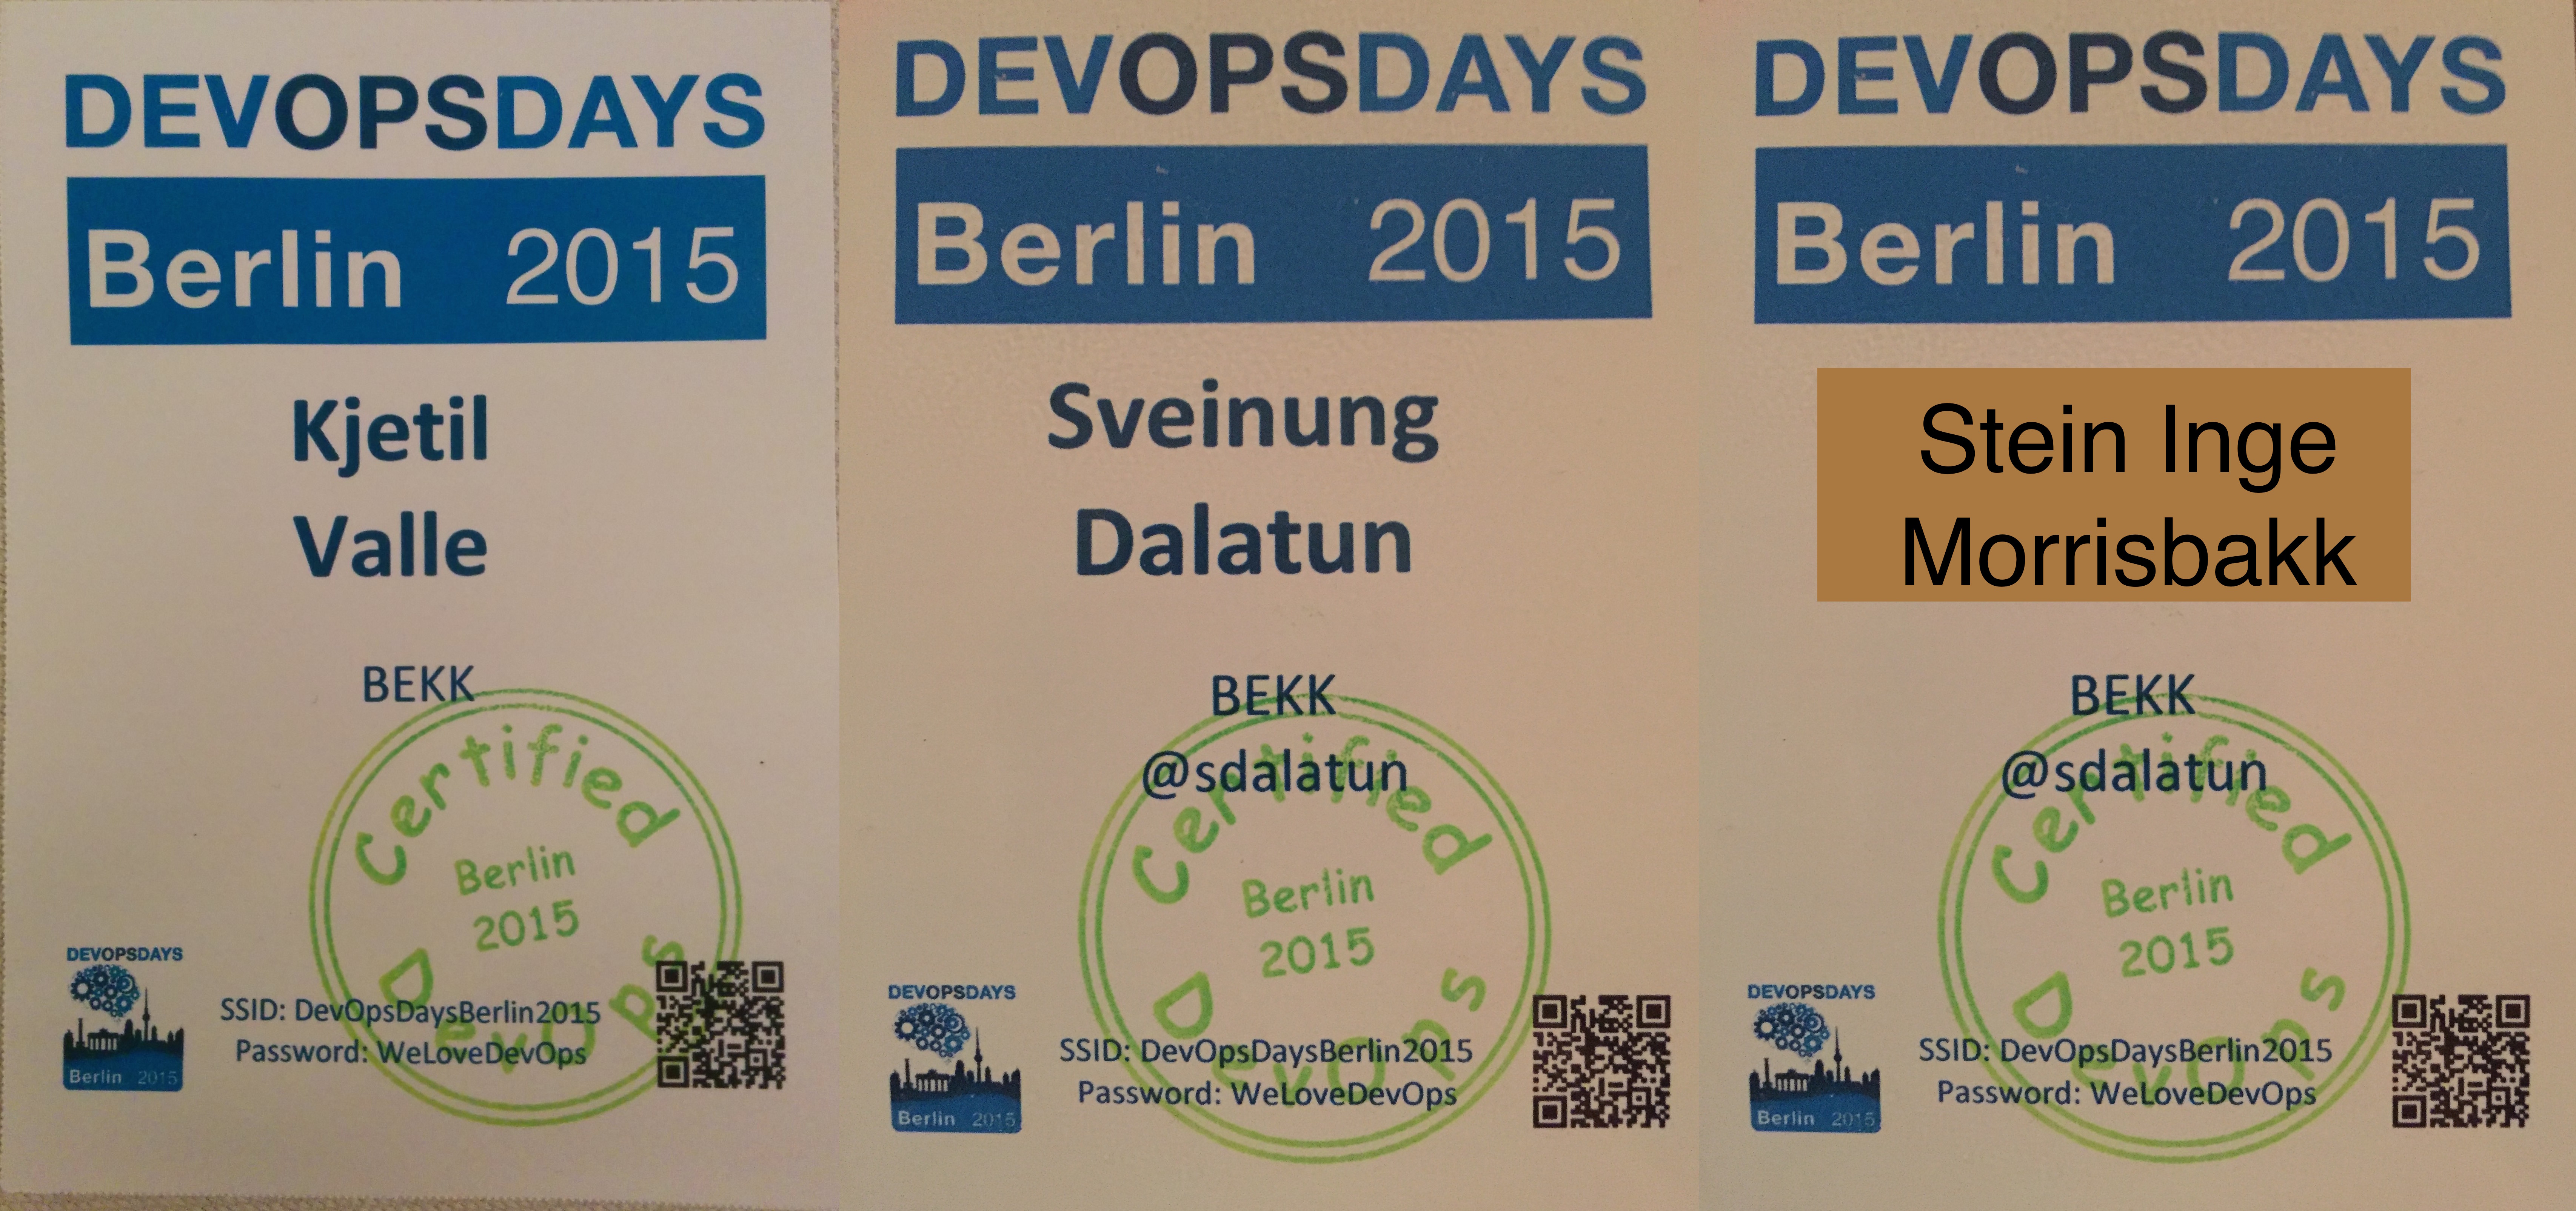 DEVOPSDAYS
Berlin 2015
Kjetil
Valle
BEKK
Certified
Berlin
2015
DevOps
DEVOPSDAYS
Berlin 2015
SSID: DevOpsDaysBerlin2015
Password: WeLoveDevOps
DEVOPSDAYS
Berlin 2015
Sveinung
Dalatun
BEKK
@sdalatun
Certified
Berlin
2015
DevOps
DEVOPSDAYS
Berlin 2015
SSID: DevOpsDaysBerlin2015
Password: WeLoveDevOps
DEVOPSDAYS
Berlin 2015
Stein Inge
Morrisbakk
BEKK
@sdalatun
Certified
Berlin
2015
DevOps
DEVOPSDAYS
Berlin 2015
SSID: DevOpsDaysBerlin2015
Password: WeLoveDevOps